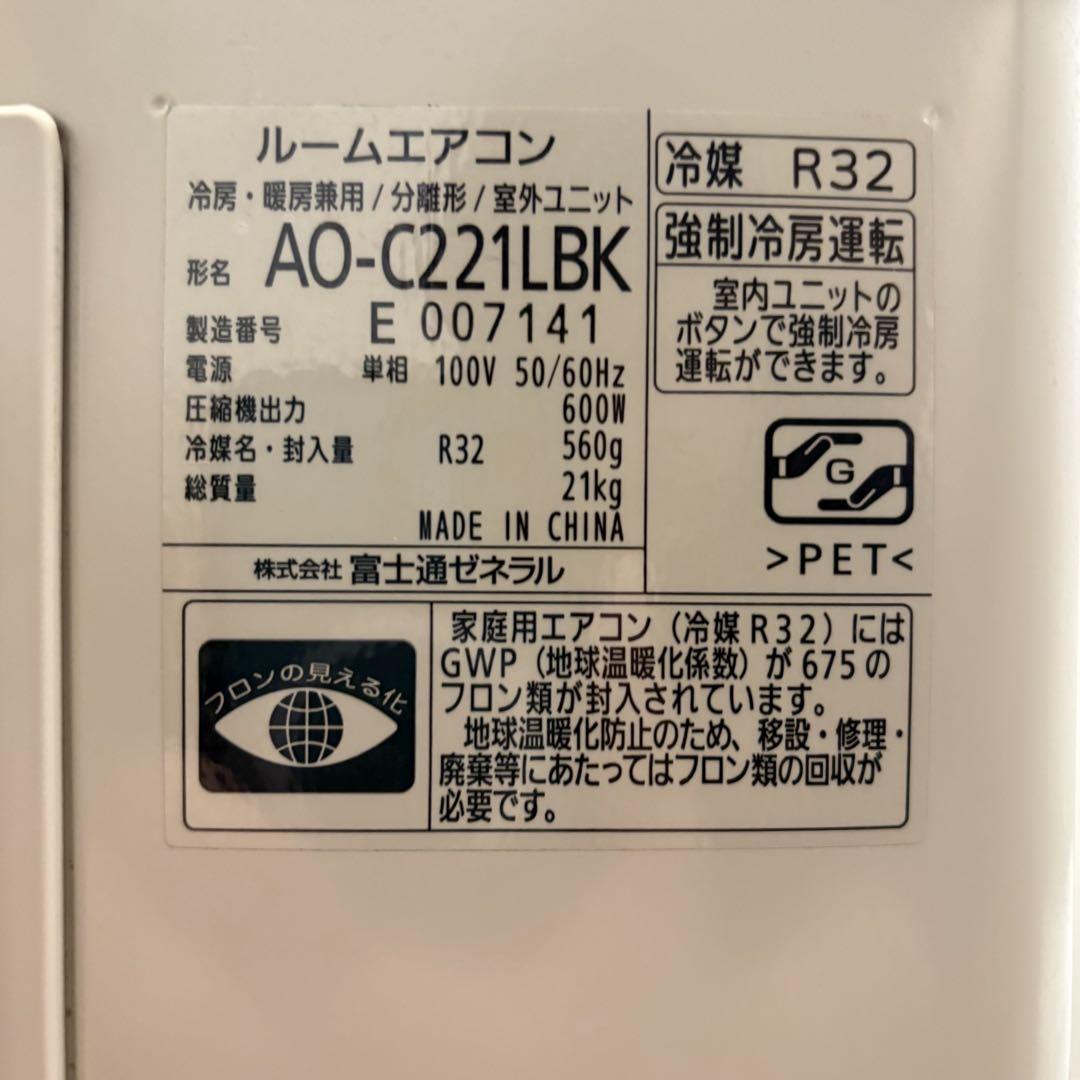 ルームエアコン
冷房・暖房兼用/分離形/室外ユニット
形名 AO-C221LBK
製造番号 E 007141
電源 単相 100V 50/60Hz
圧縮機出力 600W
冷媒名・封入量 R32 560g
総質量 21kg
MADE IN CHINA
株式会社 富士通ゼネラル
冷媒 R32
強制冷房運転
室内ユニットの
ボタンで強制冷房
運転ができます。
G
>PET<
フロンの見える化
家庭用エアコン（冷媒R32）には
GWP（地球温暖化係数）が675の
フロン類が封入されています。
地球温暖化防止のため、移設・修理・
廃棄等にあたってはフロン類の回収が
必要です。